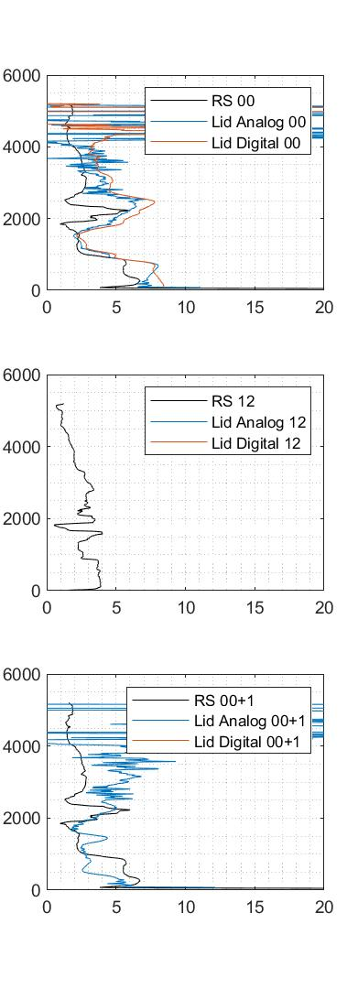 6000
RS 00
Lid Analog 00
Lid Digital 00
4000
2000
0
0 5 10 15 20
6000
RS 12
Lid Analog 12
Lid Digital 12
4000
2000
0
0 5 10 15 20
6000
RS 00+1
Lid Analog 00+1
Lid Digital 00+1
4000
2000
0
0 5 10 15 20